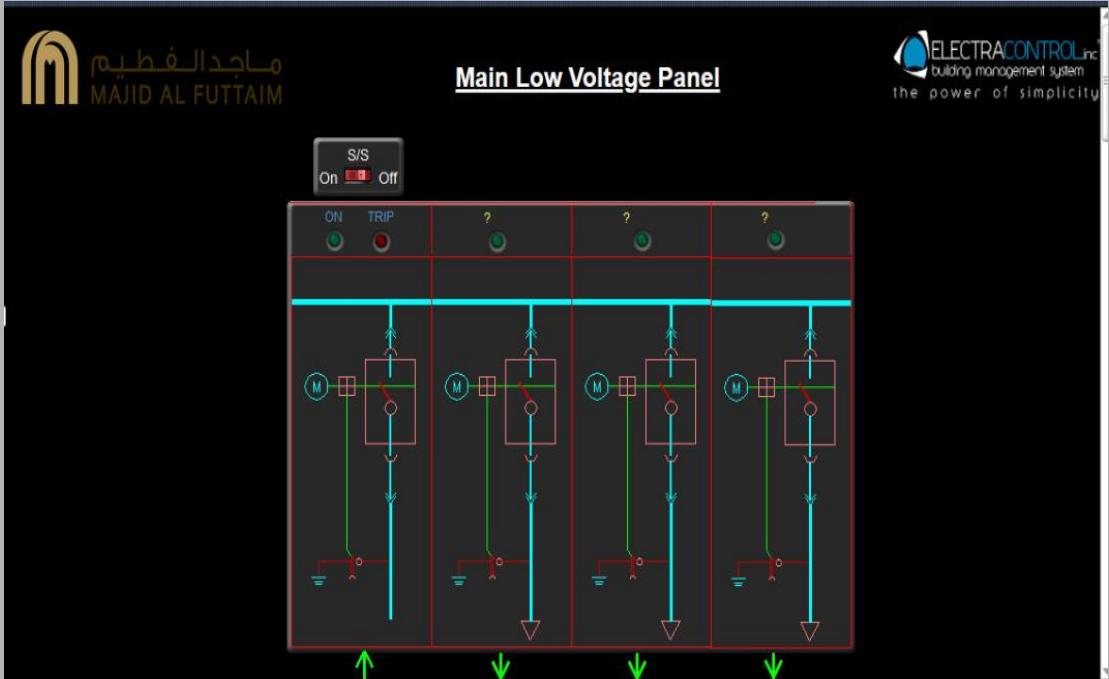 ماجد الفطيم
MAJID AL FUTTAIM
Main Low Voltage Panel
ELECTRACONTROL.inc
building management system
the power of simplicity
S/S
On Off
ON TRIP ? ? ?
M M M M